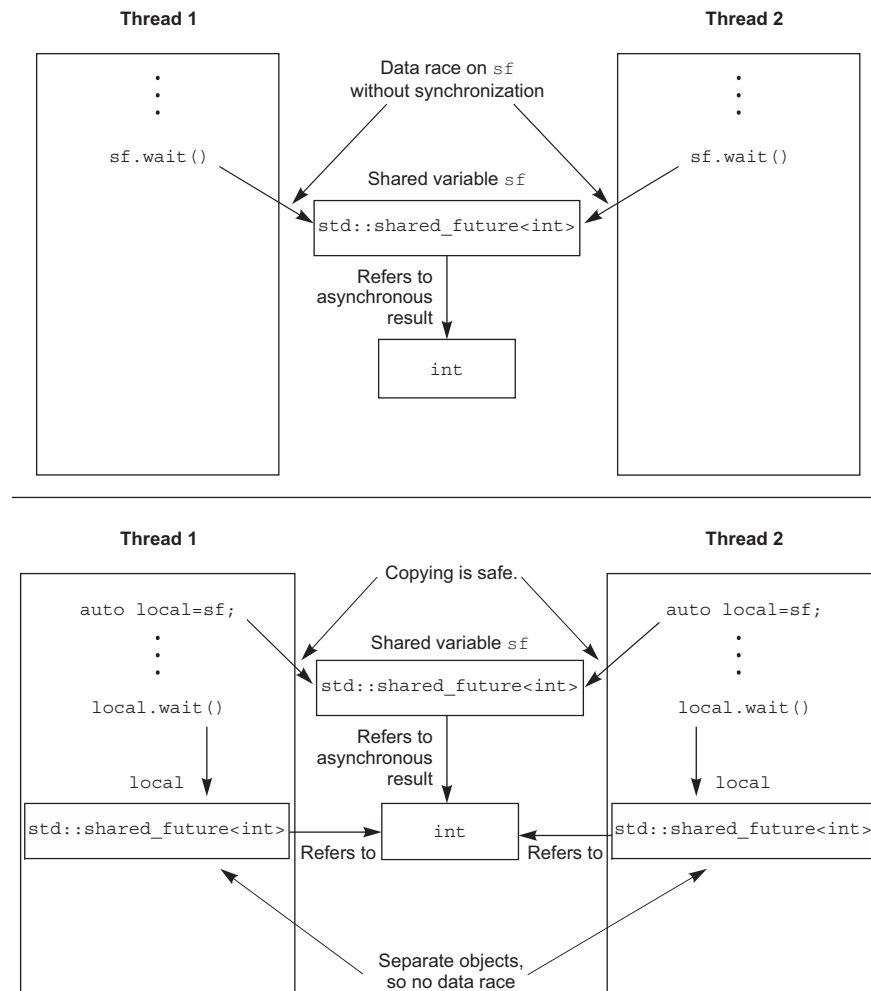 Thread 1
Thread 2
Data race on sf
without synchronization
sf.wait()
sf.wait()
Shared variable sf
std::shared_future<int>
Refers to
asynchronous
result
int
Thread 1
Thread 2
Copying is safe.
auto local=sf;
auto local=sf;
Shared variable sf
std::shared_future<int>
local.wait()
local.wait()
Refers to
asynchronous
result
local
local
std::shared_future<int>
int
std::shared_future<int>
Refers to
Refers to
Separate objects,
so no data race